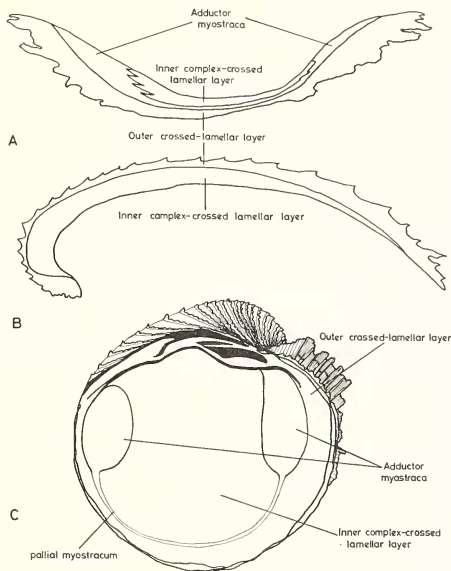 Adductor
myostraca
Inner complex-crossed
lamellar layer
A
Outer crossed-lamellar layer
Inner complex-crossed lamellar layer
B
Outer crossed-lamellar layer
Adductor
myostraca
C
Inner complex-crossed
lamellar layer
pallial myostracum